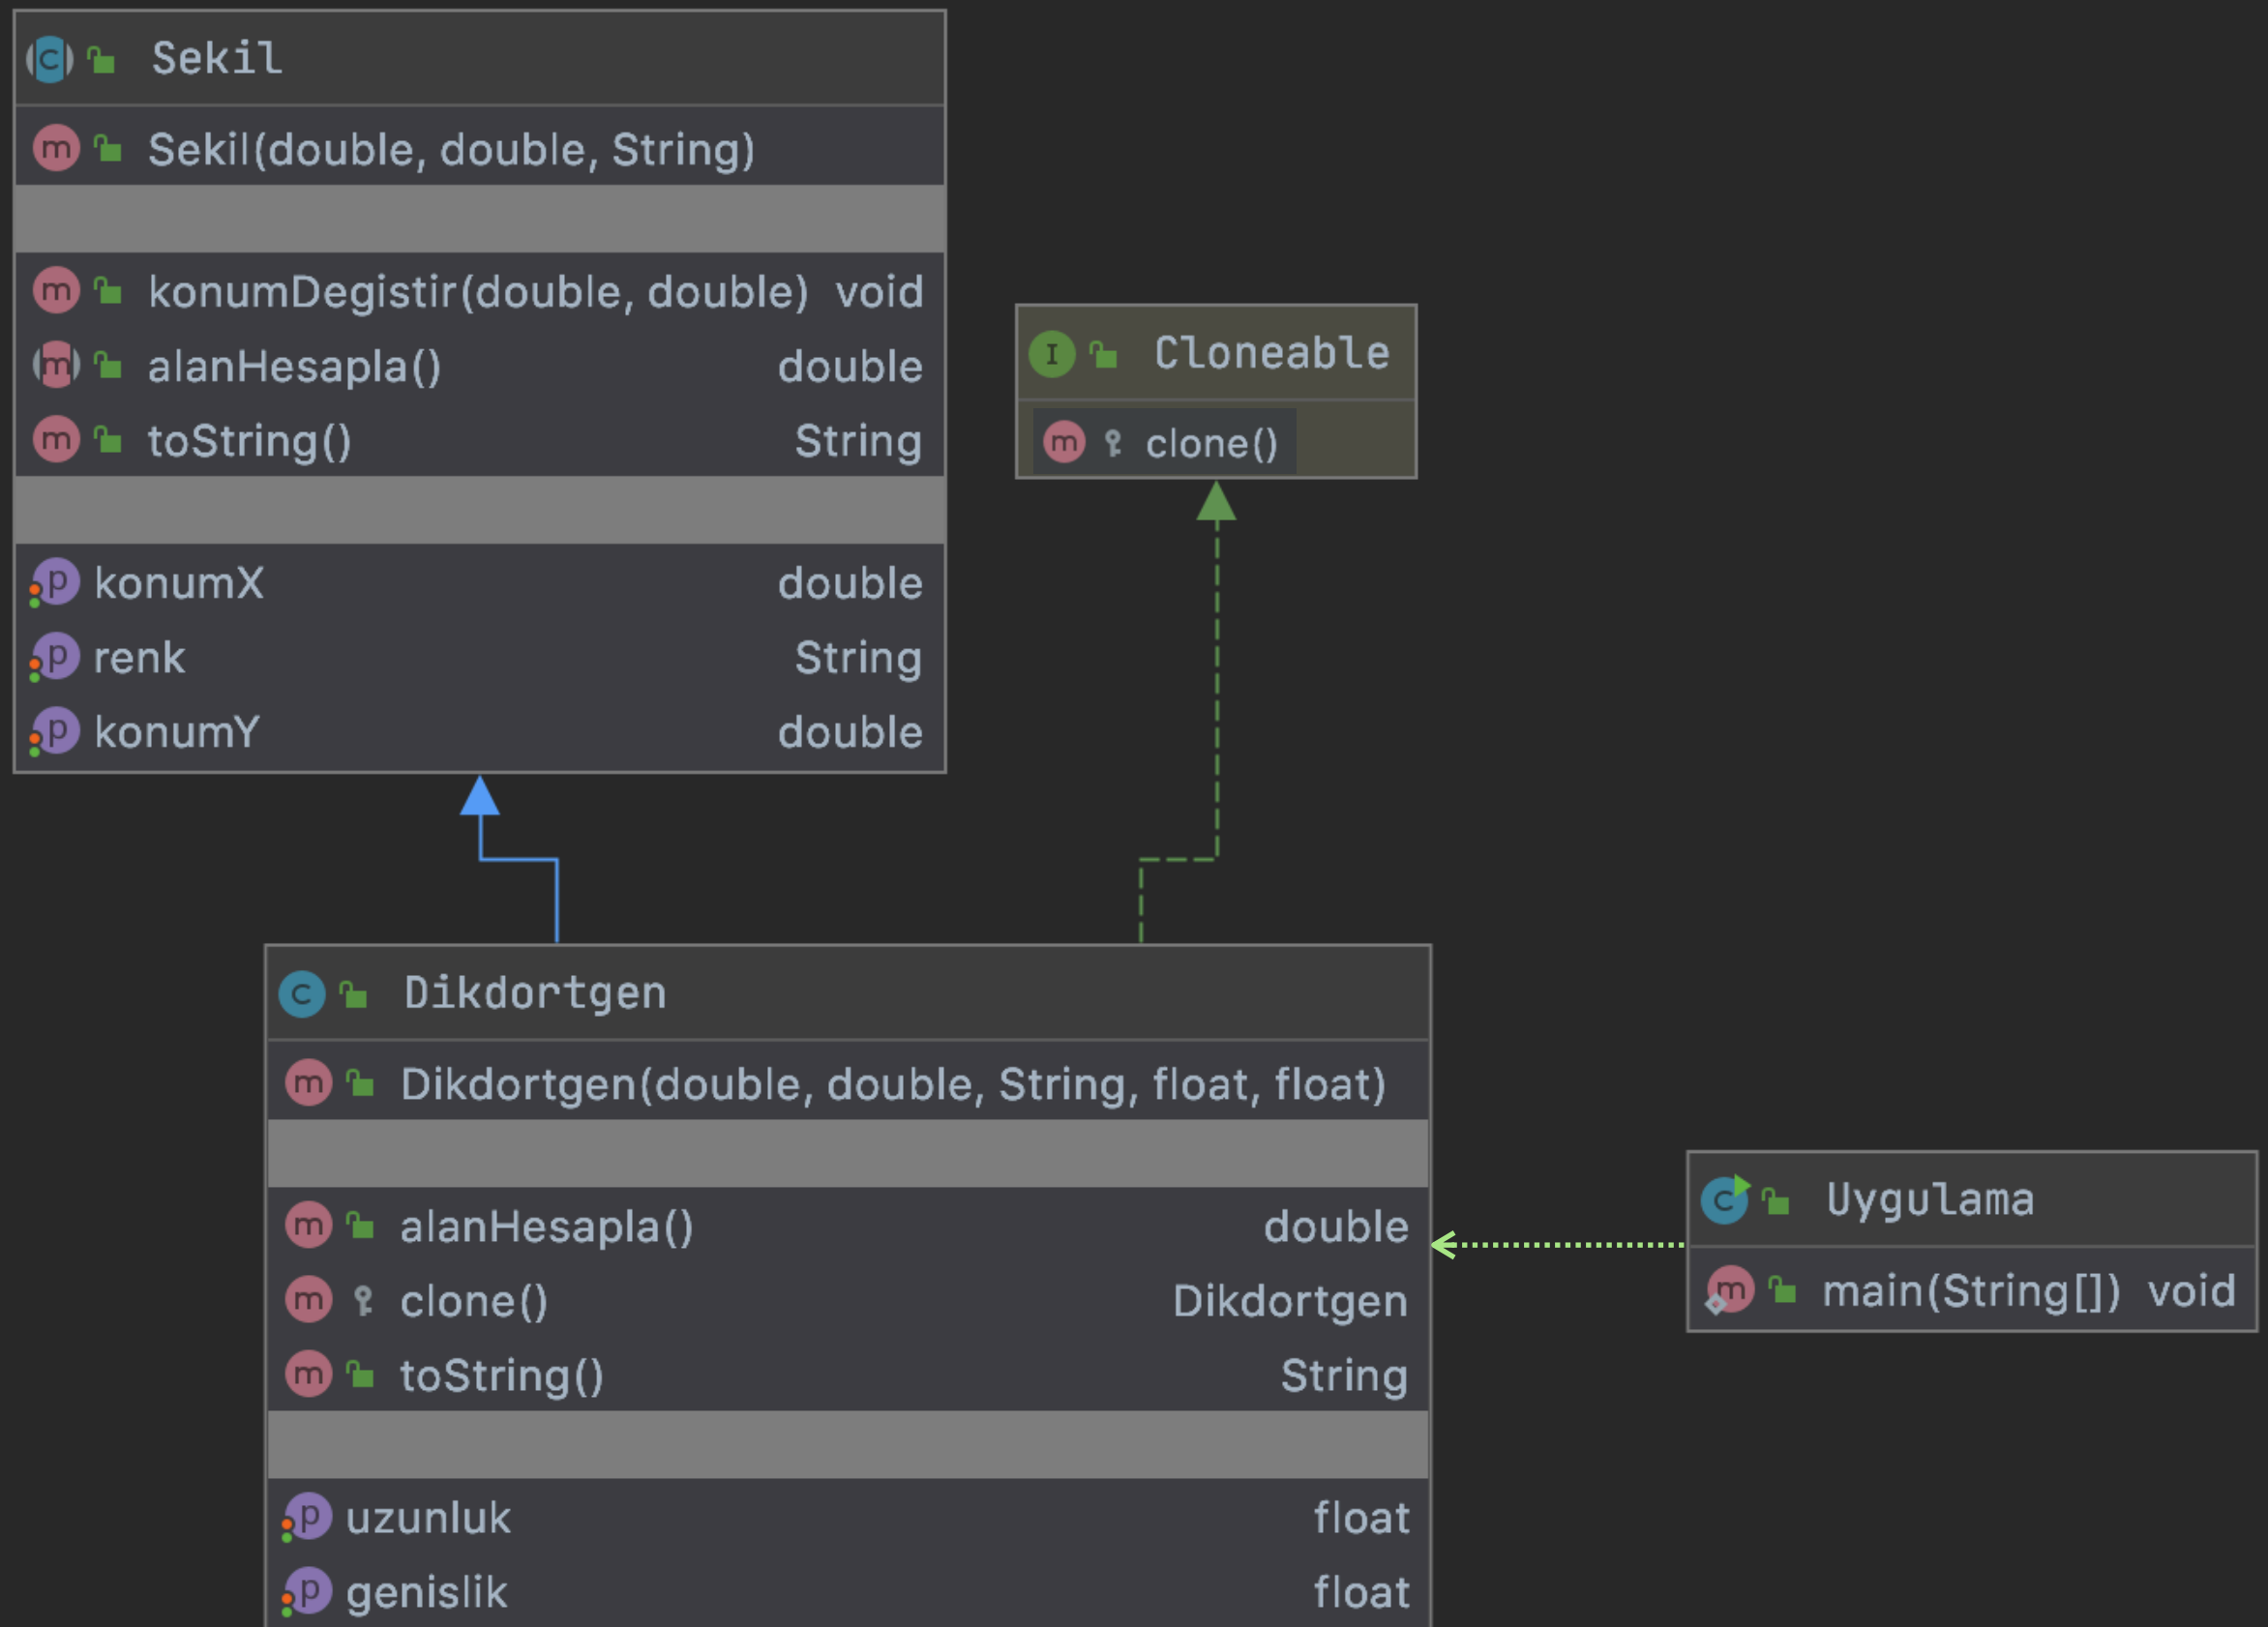 Sekil
Sekil(double, double, String)
konumDegistir(double, double) void
alanHesapla() double
toString() String
konumX double
renk String
konumY double
Cloneable
clone()
Dikdortgen
Dikdortgen(double, double, String, float, float)
alanHesapla() double
clone() Dikdortgen
toString() String
uzunluk float
genislik float
Uygulama
main(String[]) void